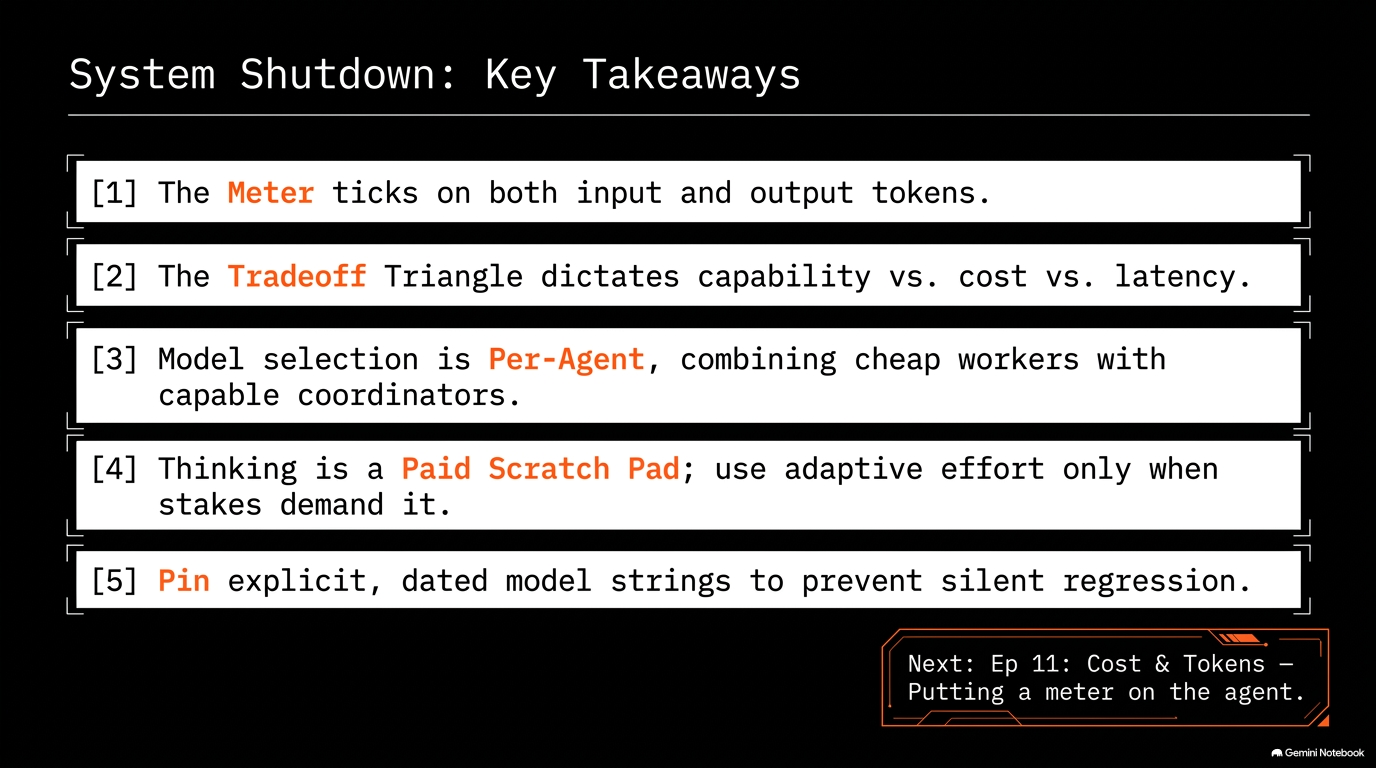 System Shutdown: Key Takeaways
[1] The Meter ticks on both input and output tokens.
[2] The Tradeoff Triangle dictates capability vs. cost vs. latency.
[3] Model selection is Per-Agent, combining cheap workers with
capable coordinators.
[4] Thinking is a Paid Scratch Pad; use adaptive effort only when
stakes demand it.
[5] Pin explicit, dated model strings to prevent silent regression.
Next: Ep 11: Cost & Tokens —
Putting a meter on the agent.
Gemini Notebook